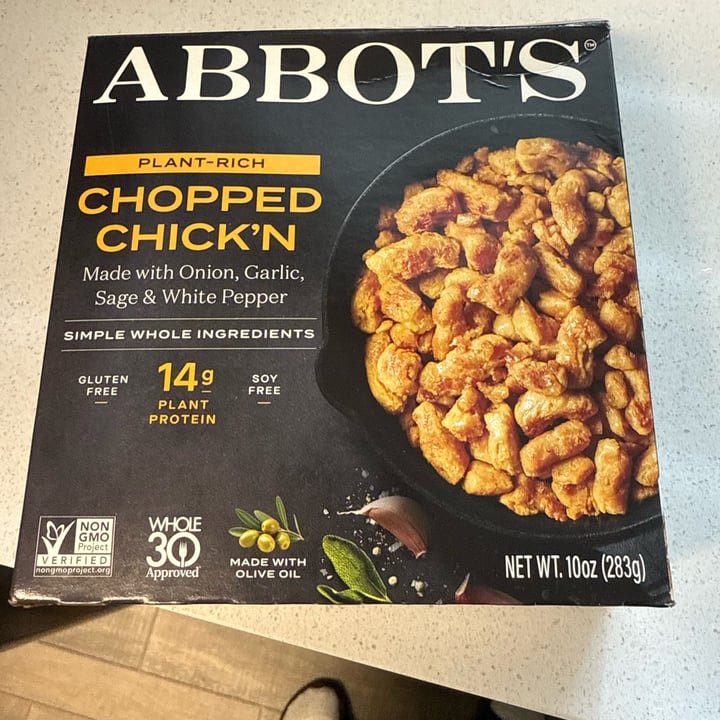 ABBOT'S™
PLANT-RICH
CHOPPED
CHICK'N
Made with Onion, Garlic,
Sage & White Pepper
SIMPLE WHOLE INGREDIENTS
GLUTEN
FREE
14g
PLANT
PROTEIN
SOY
FREE
NON
GMO
Project
VERIFIED
nongmoproject.org
WHOLE
30
Approved
MADE WITH
OLIVE OIL
NET WT. 10oz (283g)